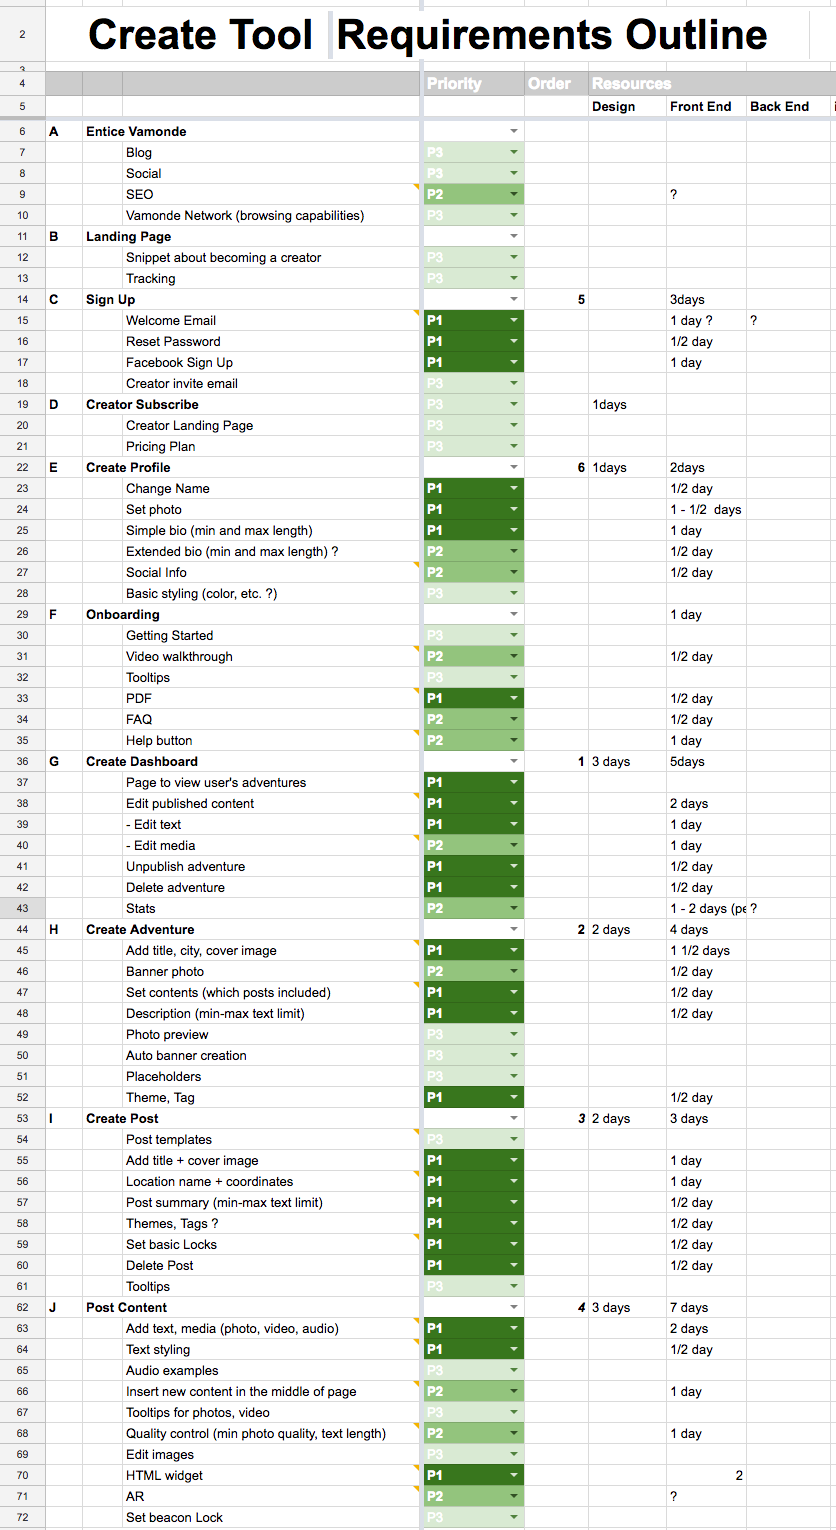 2 Create Tool Requirements Outline
3
4 Priority Order Resources
5 Design Front End Back End
6 A Entice Vamonde
7 Blog P3
8 Social P3
9 SEO P2 ?
10 Vamonde Network (browsing capabilities) P3
11 B Landing Page
12 Snippet about becoming a creator P3
13 Tracking P3
14 C Sign Up 5 3days
15 Welcome Email P1 1 day ? ?
16 Reset Password P1 1/2 day
17 Facebook Sign Up P1 1 day
18 Creator invite email P3
19 D Creator Subscribe P3 1days
20 Creator Landing Page P3
21 Pricing Plan P3
22 E Create Profile 6 1days 2days
23 Change Name P1 1/2 day
24 Set photo P1 1 - 1/2 days
25 Simple bio (min and max length) P1 1 day
26 Extended bio (min and max length) ? P2 1/2 day
27 Social Info P2 1/2 day
28 Basic styling (color, etc. ?) P3
29 F Onboarding 1 day
30 Getting Started P3
31 Video walkthrough P2 1/2 day
32 Tooltips P3
33 PDF P1 1/2 day
34 FAQ P2 1/2 day
35 Help button P2 1 day
36 G Create Dashboard 1 3 days 5days
37 Page to view user's adventures P1
38 Edit published content P1 2 days
39 - Edit text P1 1 day
40 - Edit media P2 1 day
41 Unpublish adventure P1 1/2 day
42 Delete adventure P1 1/2 day
43 Stats P2 1 - 2 days (pe ?
44 H Create Adventure 2 2 days 4 days
45 Add title, city, cover image P1 1 1/2 days
46 Banner photo P2 1/2 day
47 Set contents (which posts included) P1 1/2 day
48 Description (min-max text limit) P1 1/2 day
49 Photo preview P3
50 Auto banner creation P3
51 Placeholders P3
52 Theme, Tag P1 1/2 day
53 I Create Post 3 2 days 3 days
54 Post templates P3
55 Add title + cover image P1 1 day
56 Location name + coordinates P1 1 day
57 Post summary (min-max text limit) P1 1/2 day
58 Themes, Tags ? P1 1/2 day
59 Set basic Locks P1 1/2 day
60 Delete Post P1 1/2 day
61 Tooltips P3
62 J Post Content 4 3 days 7 days
63 Add text, media (photo, video, audio) P1 2 days
64 Text styling P1 1/2 day
65 Audio examples P3
66 Insert new content in the middle of page P2 1 day
67 Tooltips for photos, video P3
68 Quality control (min photo quality, text length) P2 1 day
69 Edit images P3
70 HTML widget P1 2
71 AR P2 ?
72 Set beacon Lock P3